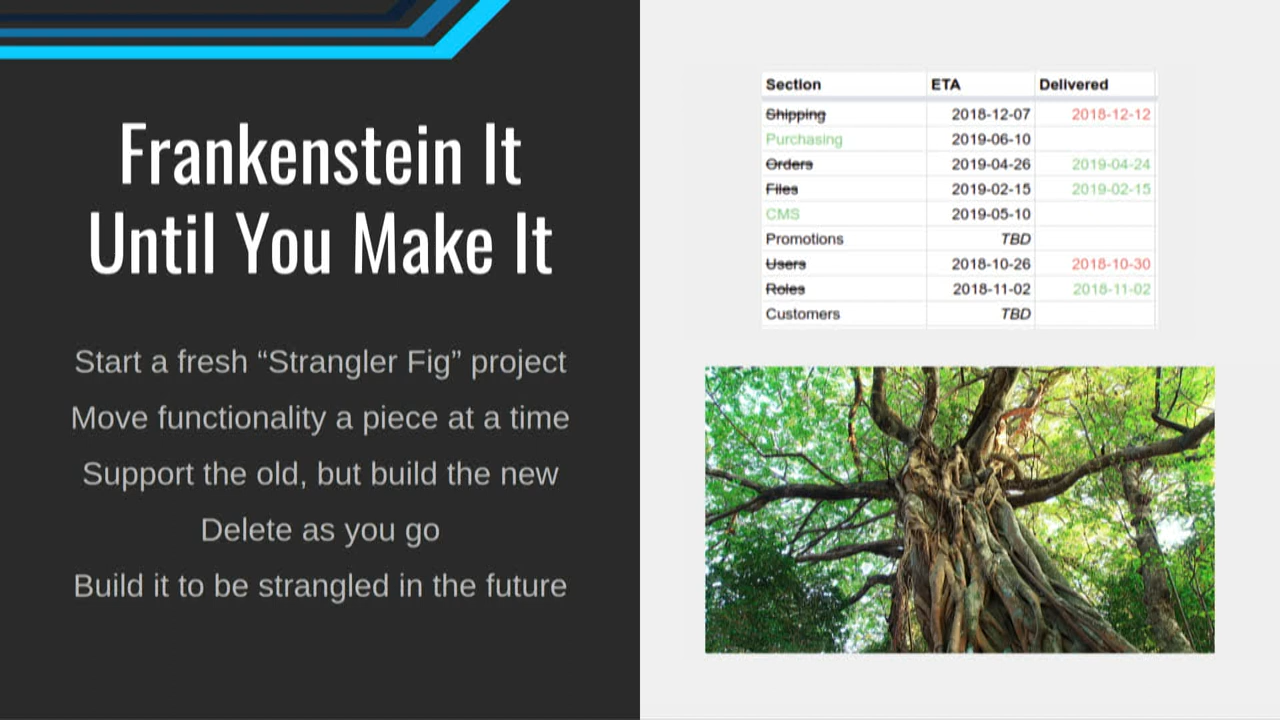 Frankenstein It
Until You Make It
Start a fresh “Strangler Fig” project
Move functionality a piece at a time
Support the old, but build the new
Delete as you go
Build it to be strangled in the future
Section ETA Delivered
Shipping 2018-12-07 2018-12-12
Purchasing 2019-06-10
Orders 2019-04-26 2019-04-24
Files 2019-02-15 2019-02-15
CMS 2019-05-10
Promotions TBD
Users 2018-10-26 2018-10-30
Roles 2018-11-02 2018-11-02
Customers TBD